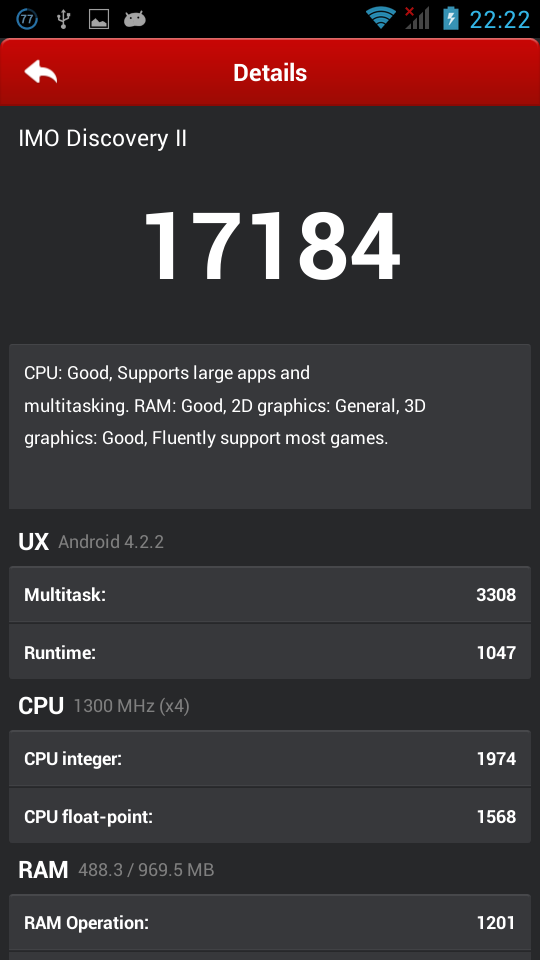 77
22:22
Details
IMO Discovery II
17184
CPU: Good, Supports large apps and
multitasking. RAM: Good, 2D graphics: General, 3D
graphics: Good, Fluently support most games.
UX Android 4.2.2
Multitask: 3308
Runtime: 1047
CPU 1300 MHz (x4)
CPU integer: 1974
CPU float-point: 1568
RAM 488.3 / 969.5 MB
RAM Operation: 1201